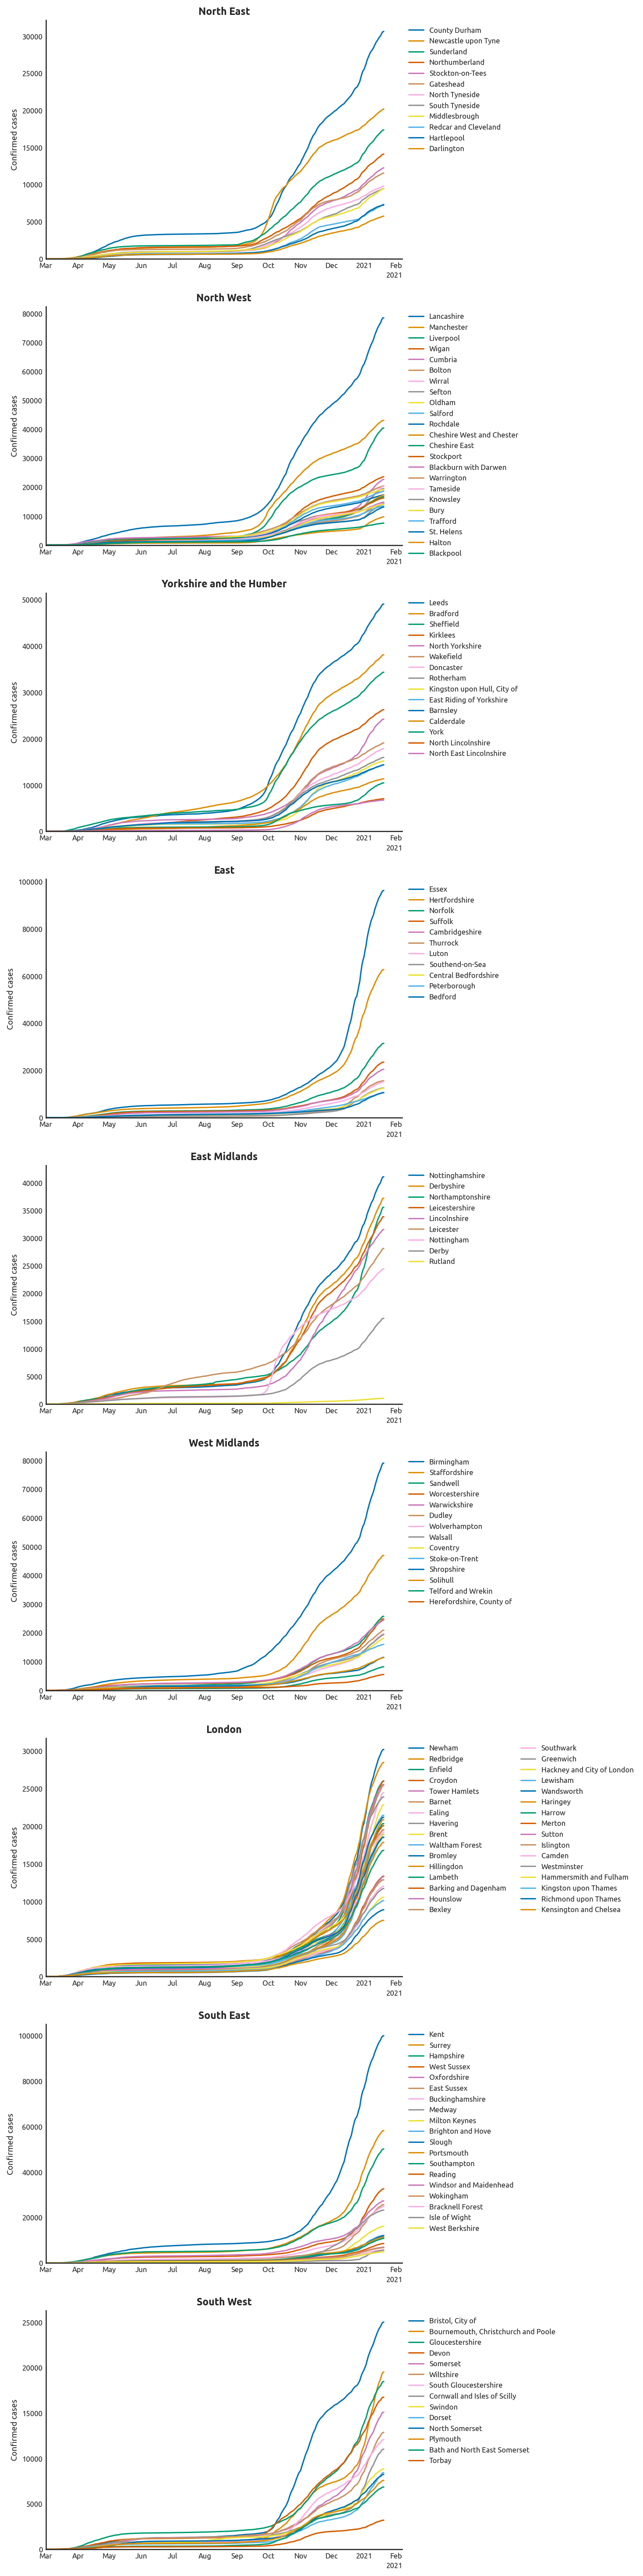 North East
Confirmed cases
30000
25000
20000
15000
10000
5000
0
Mar Apr May Jun Jul Aug Sep Oct Nov Dec 2021 Feb
2021
County Durham
Newcastle upon Tyne
Sunderland
Northumberland
Stockton-on-Tees
Gateshead
North Tyneside
South Tyneside
Middlesbrough
Redcar and Cleveland
Hartlepool
Darlington
North West
Confirmed cases
80000
70000
60000
50000
40000
30000
20000
10000
0
Mar Apr May Jun Jul Aug Sep Oct Nov Dec 2021 Feb
2021
Lancashire
Manchester
Liverpool
Wigan
Cumbria
Bolton
Wirral
Sefton
Oldham
Salford
Rochdale
Cheshire West and Chester
Cheshire East
Stockport
Blackburn with Darwen
Warrington
Tameside
Knowsley
Bury
Trafford
St. Helens
Halton
Blackpool
Yorkshire and the Humber
Confirmed cases
50000
40000
30000
20000
10000
0
Mar Apr May Jun Jul Aug Sep Oct Nov Dec 2021 Feb
2021
Leeds
Bradford
Sheffield
Kirklees
North Yorkshire
Wakefield
Doncaster
Rotherham
Kingston upon Hull, City of
East Riding of Yorkshire
Barnsley
Calderdale
York
North Lincolnshire
North East Lincolnshire
East
Confirmed cases
100000
80000
60000
40000
20000
0
Mar Apr May Jun Jul Aug Sep Oct Nov Dec 2021 Feb
2021
Essex
Hertfordshire
Norfolk
Suffolk
Cambridgeshire
Thurrock
Luton
Southend-on-Sea
Central Bedfordshire
Peterborough
Bedford
East Midlands
Confirmed cases
40000
35000
30000
25000
20000
15000
10000
5000
0
Mar Apr May Jun Jul Aug Sep Oct Nov Dec 2021 Feb
2021
Nottinghamshire
Derbyshire
Northamptonshire
Leicestershire
Lincolnshire
Leicester
Nottingham
Derby
Rutland
West Midlands
Confirmed cases
80000
70000
60000
50000
40000
30000
20000
10000
0
Mar Apr May Jun Jul Aug Sep Oct Nov Dec 2021 Feb
2021
Birmingham
Staffordshire
Sandwell
Worcestershire
Warwickshire
Dudley
Wolverhampton
Walsall
Coventry
Stoke-on-Trent
Shropshire
Solihull
Telford and Wrekin
Herefordshire, County of
London
Confirmed cases
30000
25000
20000
15000
10000
5000
0
Mar Apr May Jun Jul Aug Sep Oct Nov Dec 2021 Feb
2021
Newham
Redbridge
Enfield
Croydon
Tower Hamlets
Barnet
Ealing
Havering
Brent
Waltham Forest
Bromley
Hillingdon
Lambeth
Barking and Dagenham
Hounslow
Bexley
Southwark
Greenwich
Hackney and City of London
Lewisham
Wandsworth
Haringey
Harrow
Merton
Sutton
Islington
Camden
Westminster
Hammersmith and Fulham
Kingston upon Thames
Richmond upon Thames
Kensington and Chelsea
South East
Confirmed cases
100000
80000
60000
40000
20000
0
Mar Apr May Jun Jul Aug Sep Oct Nov Dec 2021 Feb
2021
Kent
Surrey
Hampshire
West Sussex
Oxfordshire
East Sussex
Buckinghamshire
Medway
Milton Keynes
Brighton and Hove
Slough
Portsmouth
Southampton
Reading
Windsor and Maidenhead
Wokingham
Bracknell Forest
Isle of Wight
West Berkshire
South West
Confirmed cases
25000
20000
15000
10000
5000
0
Mar Apr May Jun Jul Aug Sep Oct Nov Dec 2021 Feb
2021
Bristol, City of
Bournemouth, Christchurch and Poole
Gloucestershire
Devon
Somerset
Wiltshire
South Gloucestershire
Cornwall and Isles of Scilly
Swindon
Dorset
North Somerset
Plymouth
Bath and North East Somerset
Torbay